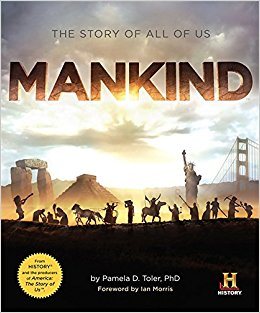 THE STORY OF ALL OF US
MANKIND
From
HISTORY®
and the producers
of America:
The Story of
Us™
by Pamela D. Toler, PhD
Foreword by Ian Morris
H
HISTORY